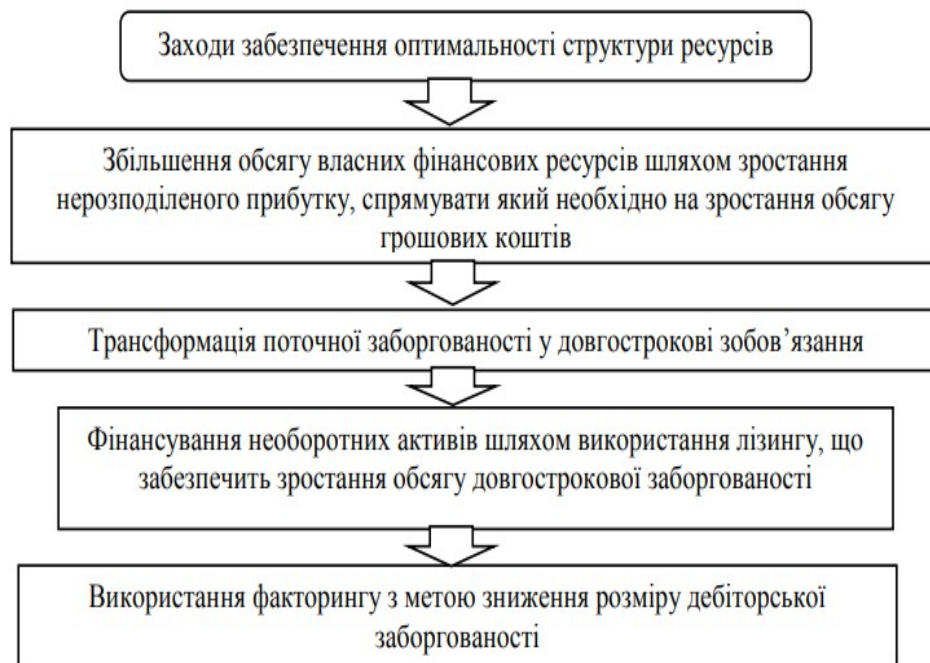 Заходи забезпечення оптимальності структури ресурсів
Збільшення обсягу власних фінансових ресурсів шляхом зростання
нерозподіленого прибутку, спрямувати який необхідно на зростання обсягу
грошових коштів
Трансформація поточної заборгованості у довгострокові зобов’язання
Фінансування необоротних активів шляхом використання лізингу, що
забезпечить зростання обсягу довгострокової заборгованості
Використання факторингу з метою зниження розміру дебіторської
заборгованості